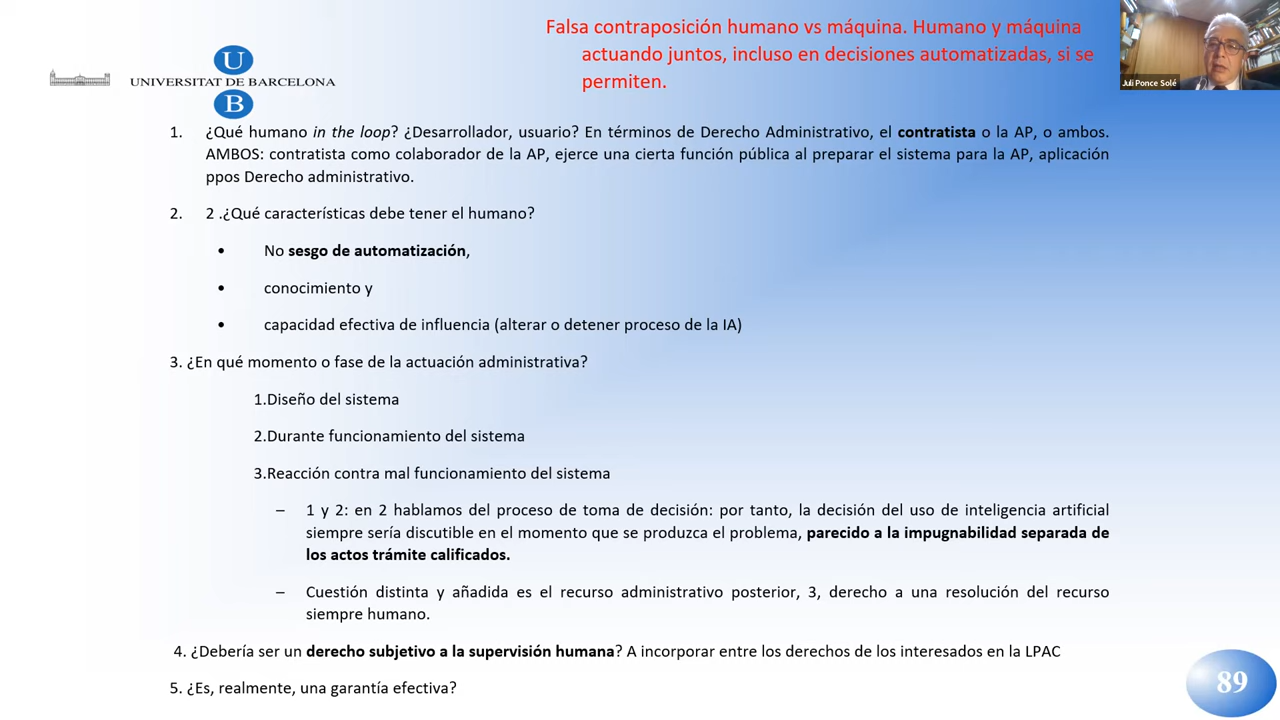 Falsa contraposición humano vs máquina. Humano y máquina
actuando juntos, incluso en decisiones automatizadas, si se
permiten.
Juli Ponce Solé
U
UNIVERSITAT DE BARCELONA
B
1. ¿Qué humano in the loop? ¿Desarrollador, usuario? En términos de Derecho Administrativo, el contratista o la AP, o ambos.
AMBOS: contratista como colaborador de la AP, ejerce una cierta función pública al preparar el sistema para la AP, aplicación
ppos Derecho administrativo.
2. 2 .¿Qué características debe tener el humano?
• No sesgo de automatización,
• conocimiento y
• capacidad efectiva de influencia (alterar o detener proceso de la IA)
3. ¿En qué momento o fase de la actuación administrativa?
1.Diseño del sistema
2.Durante funcionamiento del sistema
3.Reacción contra mal funcionamiento del sistema
– 1 y 2: en 2 hablamos del proceso de toma de decisión: por tanto, la decisión del uso de inteligencia artificial
siempre sería discutible en el momento que se produzca el problema, parecido a la impugnabilidad separada de
los actos trámite calificados.
– Cuestión distinta y añadida es el recurso administrativo posterior, 3, derecho a una resolución del recurso
siempre humano.
4. ¿Debería ser un derecho subjetivo a la supervisión humana? A incorporar entre los derechos de los interesados en la LPAC
5. ¿Es, realmente, una garantía efectiva?
89